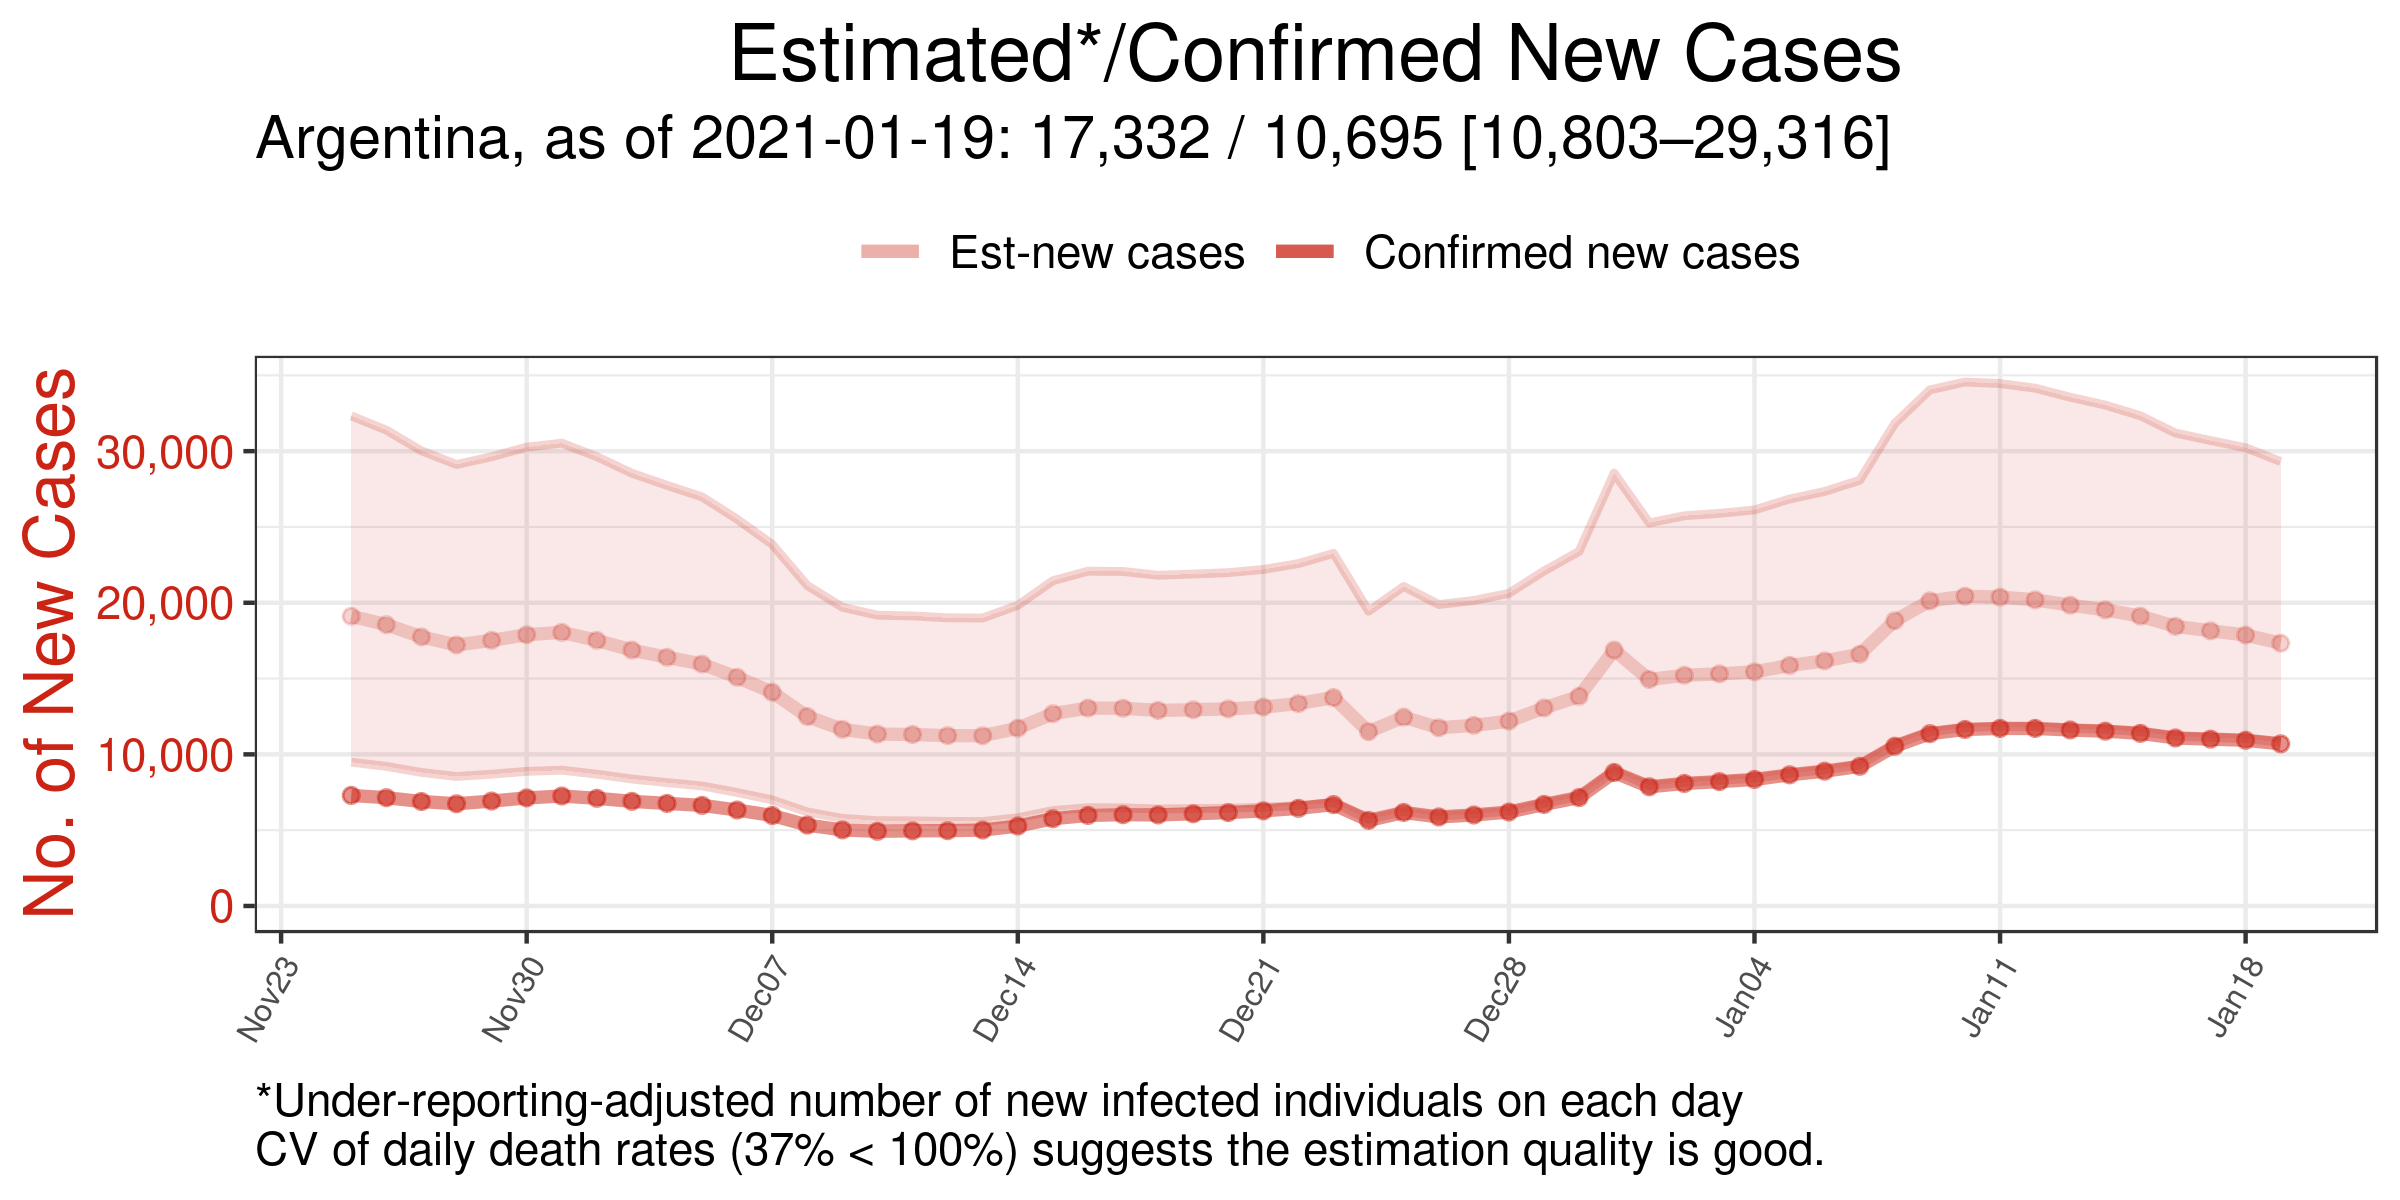 Estimated*/Confirmed New Cases
Argentina, as of 2021-01-19: 17,332 / 10,695 [10,803–29,316]
Est-new cases
Confirmed new cases
No. of New Cases
30,000
20,000
10,000
0
Nov23
Nov30
Dec07
Dec14
Dec21
Dec28
Jan04
Jan11
Jan18
*Under-reporting-adjusted number of new infected individuals on each day
CV of daily death rates (37% < 100%) suggests the estimation quality is good.